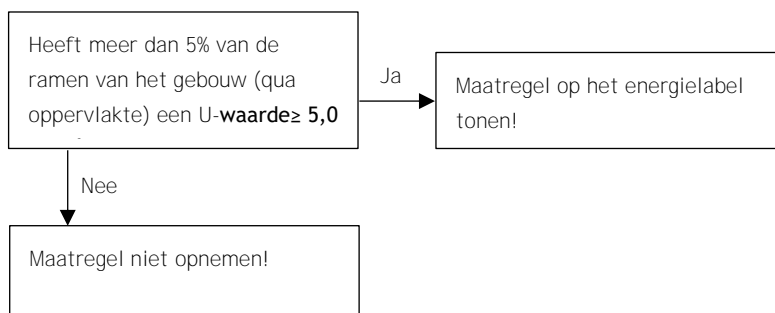 Heeft meer dan 5% van de
ramen van het gebouw (qua
oppervlakte) een U-waarde≥ 5,0
Ja
Maatregel op het energielabel
tonen!
Nee
Maatregel niet opnemen!